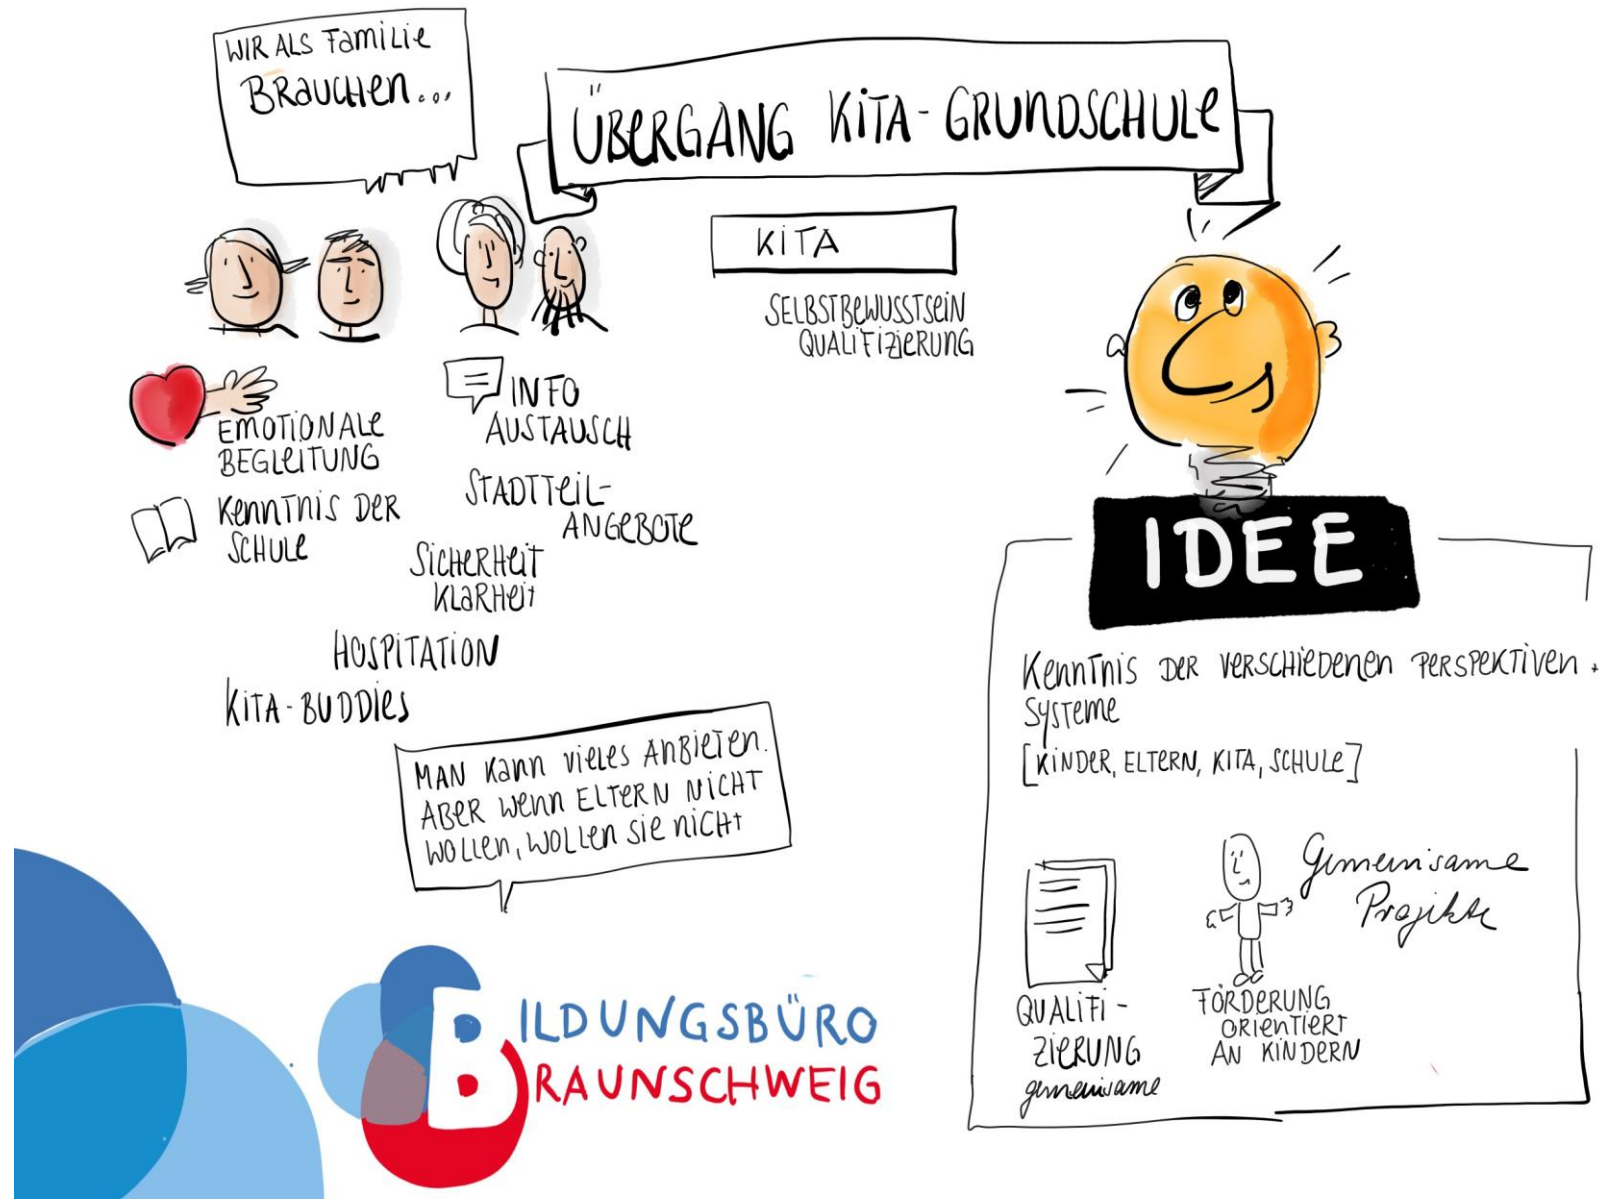 WIR ALS FAMILIE
BRAUCHEN...
ÜBERGANG KITA - GRUNDSCHULE
EMOTIONALE
BEGLEITUNG
KENNTNIS DER
SCHULE
INFO
AUSTAUSCH
STADTTEIL-
ANGEBOTE
SICHERHEIT
KLARHEIT
HOSPITATION
KITA - BUDDIES
MAN KANN VIELES ANBIETEN.
ABER WENN ELTERN NICHT
WOLLEN, WOLLEN SIE NICHT
KITA
SELBSTBEWUSSTSEIN
QUALIFIZIERUNG
IDEE
KENNTNIS DER VERSCHIEDENEN PERSPEKTIVEN +
SYSTEME
[KINDER, ELTERN, KITA, SCHULE]
QUALIFI-
ZIERUNG
gemeinsame
FÖRDERUNG
ORIENTIERT
AN KINDERN
Gemeinsame
Projekte
BILDUNGSBÜRO
BRAUNSCHWEIG